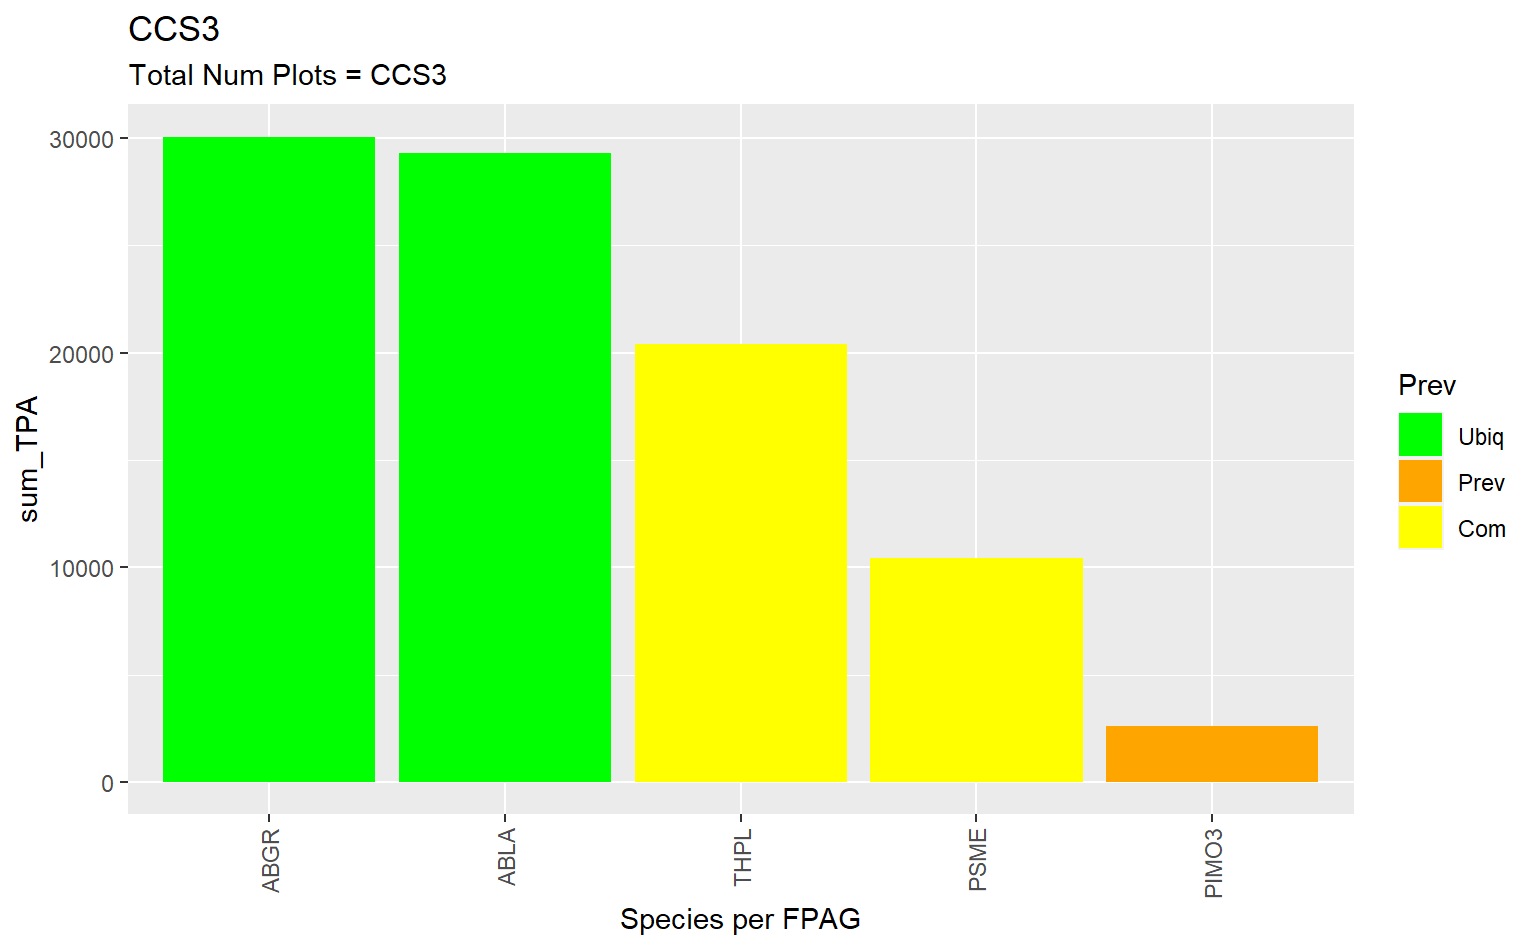 CCS3
Total Num Plots = CCS3
30000
20000
10000
0
sum_TPA
ABGR
ABLA
THPL
PSME
PIMO3
Species per FPAG
Prev
Ubiq
Prev
Com